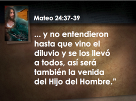 Mateo 24:37-39
... y no entendieron
hasta que vino el
diluvio y se los llevó
a todos, así será
también la venida
del Hijo del Hombre."